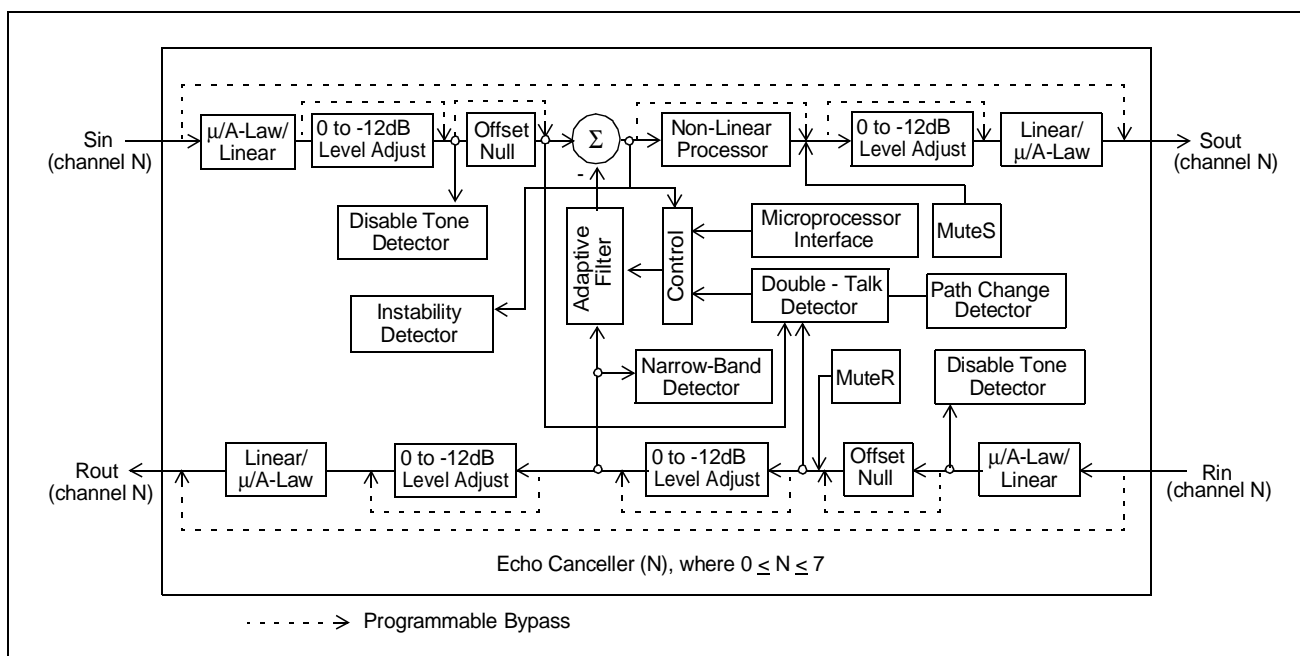 Sin
(channel N)
μ/A-Law/
Linear
0 to -12dB
Level Adjust
Offset
Null
Σ
-
Non-Linear
Processor
0 to -12dB
Level Adjust
Linear/
μ/A-Law
Sout
(channel N)
Disable Tone
Detector
Adaptive
Filter
Control
Microprocessor
Interface
MuteS
Instability
Detector
Double - Talk
Detector
Path Change
Detector
Narrow-Band
Detector
MuteR
Disable Tone
Detector
Rout
(channel N)
Linear/
μ/A-Law
0 to -12dB
Level Adjust
0 to -12dB
Level Adjust
Offset
Null
μ/A-Law/
Linear
Rin
(channel N)
Echo Canceller (N), where 0 ≤ N ≤ 7
Programmable Bypass